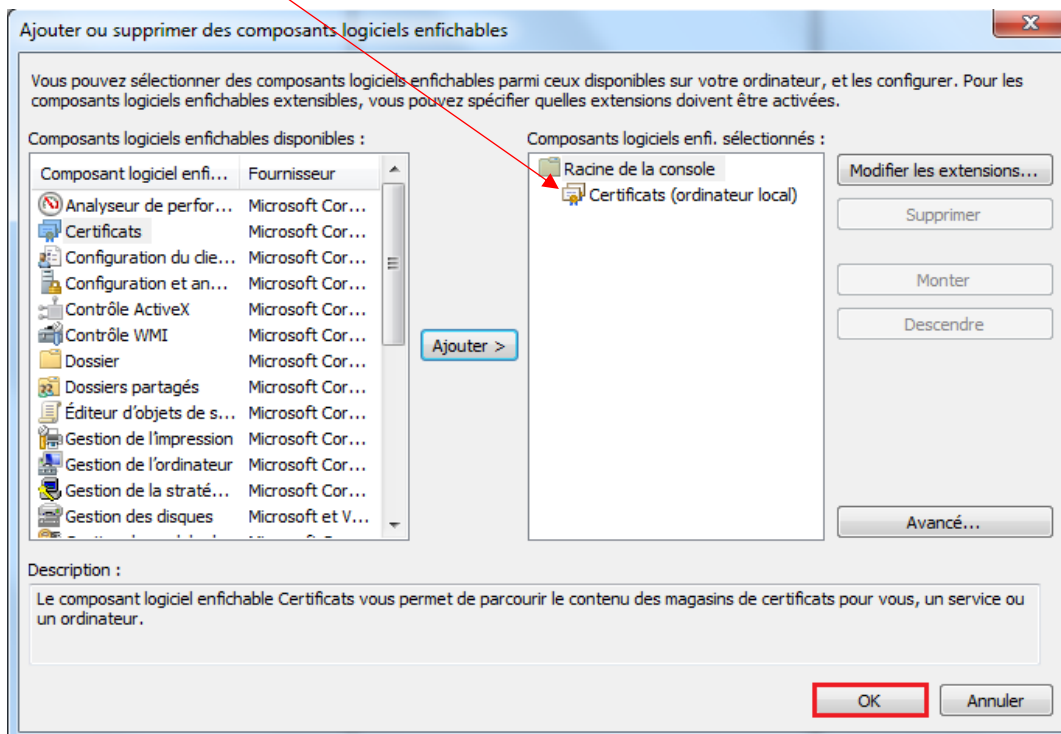 Ajouter ou supprimer des composants logiciels enfichables
Vous pouvez sélectionner des composants logiciels enfichables parmi ceux disponibles sur votre ordinateur, et les configurer. Pour les
composants logiciels enfichables extensibles, vous pouvez spécifier quelles extensions doivent être activées.
Composants logiciels enfichables disponibles :
Composant logiciel enfi... Fournisseur
Analyseur de perfor... Microsoft Cor...
Certificats Microsoft Cor...
Configuration du clie... Microsoft Cor...
Configuration et an... Microsoft Cor...
Contrôle ActiveX Microsoft Cor...
Contrôle WMI Microsoft Cor...
Dossier Microsoft Cor...
Dossiers partagés Microsoft Cor...
Éditeur d'objets de s... Microsoft Cor...
Gestion de l'impression Microsoft Cor...
Gestion de l'ordinateur Microsoft Cor...
Gestion de la straté... Microsoft Cor...
Gestion des disques Microsoft et V...
Ajouter >
Composants logiciels enfi. sélectionnés :
Racine de la console
Certificats (ordinateur local)
Modifier les extensions...
Supprimer
Monter
Descendre
Avancé...
Description :
Le composant logiciel enfichable Certificats vous permet de parcourir le contenu des magasins de certificats pour vous, un service ou
un ordinateur.
OK Annuler